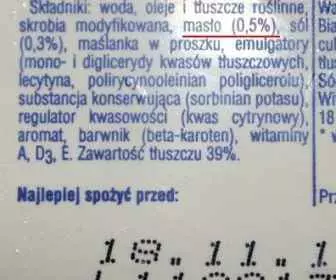 Składniki: woda, oleje i tłuszcze roślinne,
skrobia modyfikowana, masło (0,5%), sól
(0,3%), maślanka w proszku, emulgatory
(mono- i diglicerydy kwasów tłuszczowych,
lecytyna, polirycynooleinian poliglicerolu),
substancja konserwująca (sorbinian potasu),
regulator kwasowości (kwas cytrynowy),
aromat, barwnik (beta-karoten), witaminy
A, D3, E. Zawartość tłuszczu 39%.
Najlepiej spożyć przed:
18.11.1